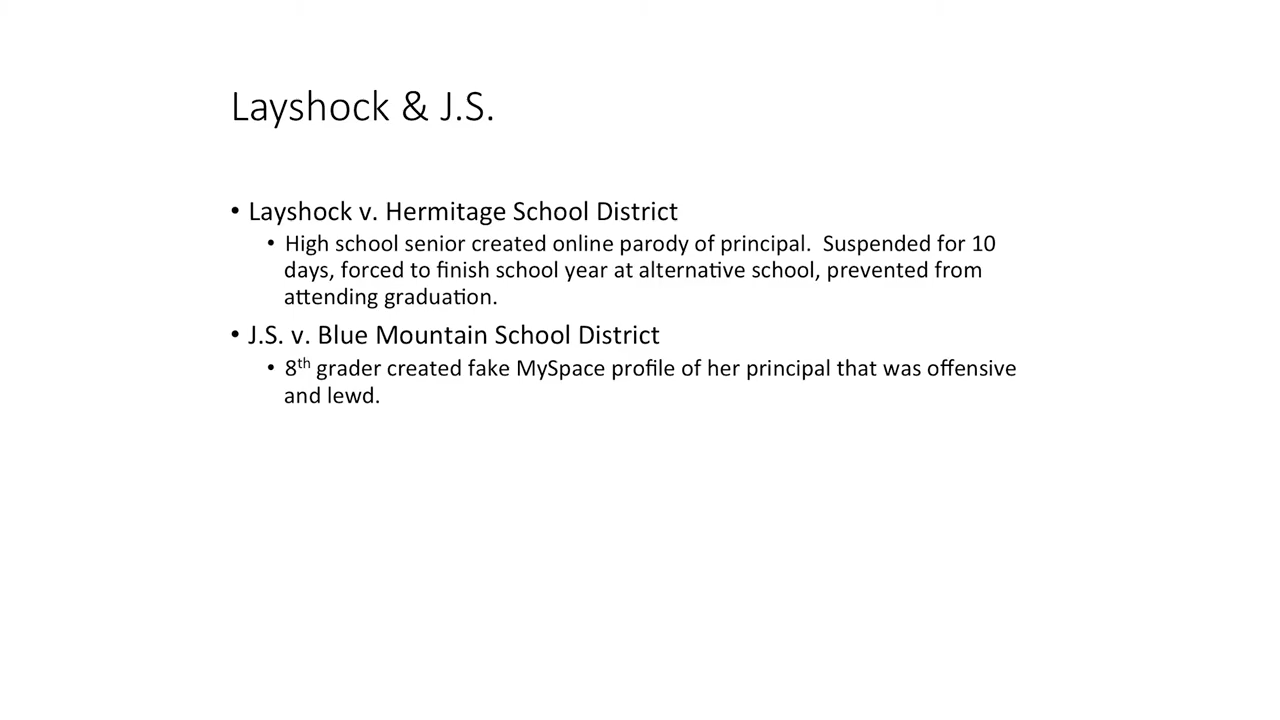 Layshock & J.S.
• Layshock v. Hermitage School District
• High school senior created online parody of principal.  Suspended for 10
days, forced to finish school year at alternative school, prevented from
attending graduation.
• J.S. v. Blue Mountain School District
• 8th grader created fake MySpace profile of her principal that was offensive
and lewd.